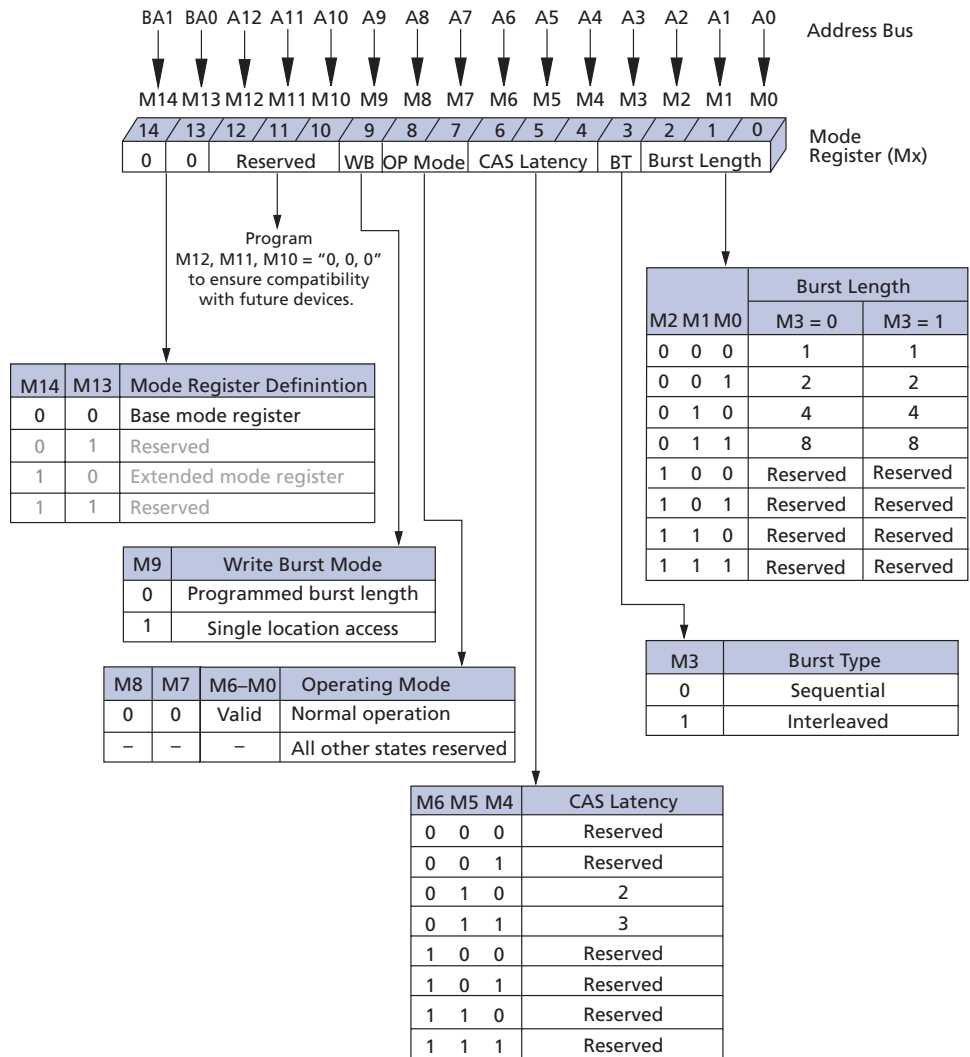 BA1 BA0 A12 A11 A10 A9 A8 A7 A6 A5 A4 A3 A2 A1 A0
Address Bus
M14 M13 M12 M11 M10 M9 M8 M7 M6 M5 M4 M3 M2 M1 M0
14 13 12 11 10 9 8 7 6 5 4 3 2 1 0
Mode
Register (Mx)
0 0 Reserved WB OP Mode CAS Latency BT Burst Length
Program
M12, M11, M10 = “0, 0, 0”
to ensure compatibility
with future devices.
Burst Length
M2 M1 M0 M3 = 0 M3 = 1
0 0 0 1 1
0 0 1 2 2
0 1 0 4 4
0 1 1 8 8
1 0 0 Reserved Reserved
1 0 1 Reserved Reserved
1 1 0 Reserved Reserved
1 1 1 Reserved Reserved
M14 M13 Mode Register Definintion
0 0 Base mode register
0 1 Reserved
1 0 Extended mode register
1 1 Reserved
M9 Write Burst Mode
0 Programmed burst length
1 Single location access
M3 Burst Type
0 Sequential
1 Interleaved
M8 M7 M6–M0 Operating Mode
0 0 Valid Normal operation
– – – All other states reserved
M6 M5 M4 CAS Latency
0 0 0 Reserved
0 0 1 Reserved
0 1 0 2
0 1 1 3
1 0 0 Reserved
1 0 1 Reserved
1 1 0 Reserved
1 1 1 Reserved